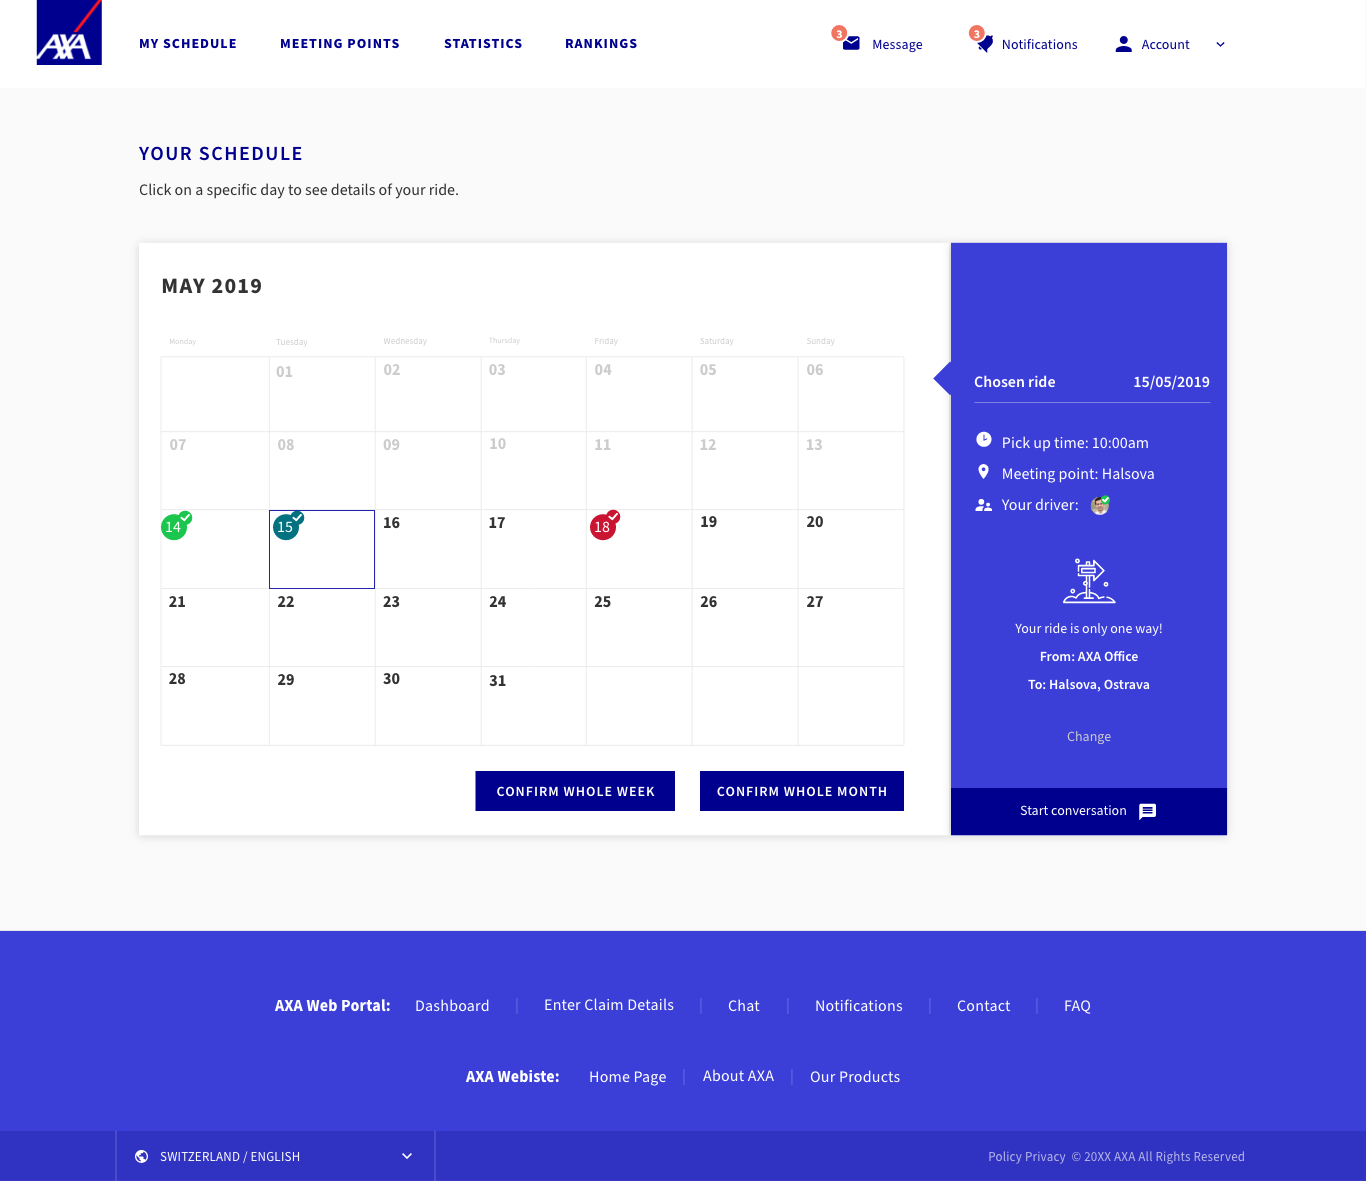 AXA
MY SCHEDULE MEETING POINTS STATISTICS RANKINGS 3 Message 3 Notifications Account
YOUR SCHEDULE
Click on a specific day to see details of your ride.
MAY 2019
Monday Tuesday Wednesday Thursday Friday Saturday Sunday
01 02 03 04 05 06
07 08 09 10 11 12 13
14 15 16 17 18 19 20
21 22 23 24 25 26 27
28 29 30 31
CONFIRM WHOLE WEEK CONFIRM WHOLE MONTH
Chosen ride 15/05/2019
Pick up time: 10:00am
Meeting point: Halsova
Your driver:
Your ride is only one way!
From: AXA Office
To: Halsova, Ostrava
Change
Start conversation
AXA Web Portal: Dashboard | Enter Claim Details | Chat | Notifications | Contact | FAQ
AXA Webiste: Home Page | About AXA | Our Products
SWITZERLAND / ENGLISH Policy Privacy © 20XX AXA All Rights Reserved